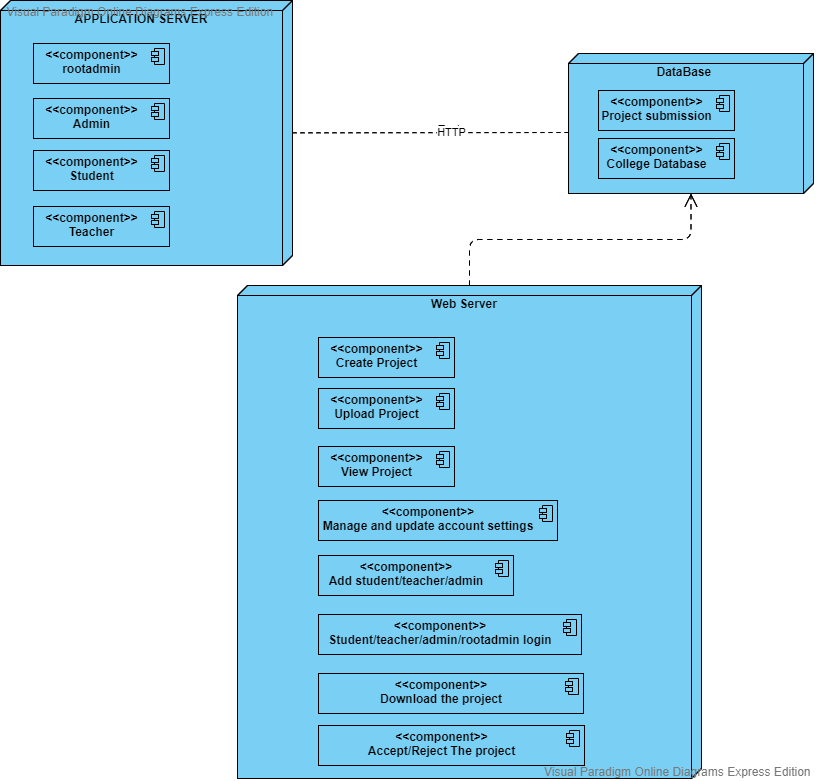 Visual Paradigm Online Diagrams Express Edition
APPLICATION SERVER
<<component>>
rootadmin
<<component>>
Admin
<<component>>
Student
<<component>>
Teacher
HTTP
DataBase
<<component>>
Project submission
<<component>>
College Database
Web Server
<<component>>
Create Project
<<component>>
Upload Project
<<component>>
View Project
<<component>>
Manage and update account settings
<<component>>
Add student/teacher/admin
<<component>>
Student/teacher/admin/rootadmin login
<<component>>
Download the project
<<component>>
Accept/Reject The project
Visual Paradigm Online Diagrams Express Edition